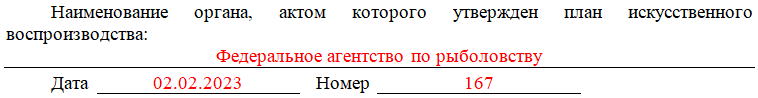 Наименование органа, актом которого утвержден план искусственного
воспроизводства:
Федеральное агентство по рыболовству
Дата 02.02.2023 Номер 167